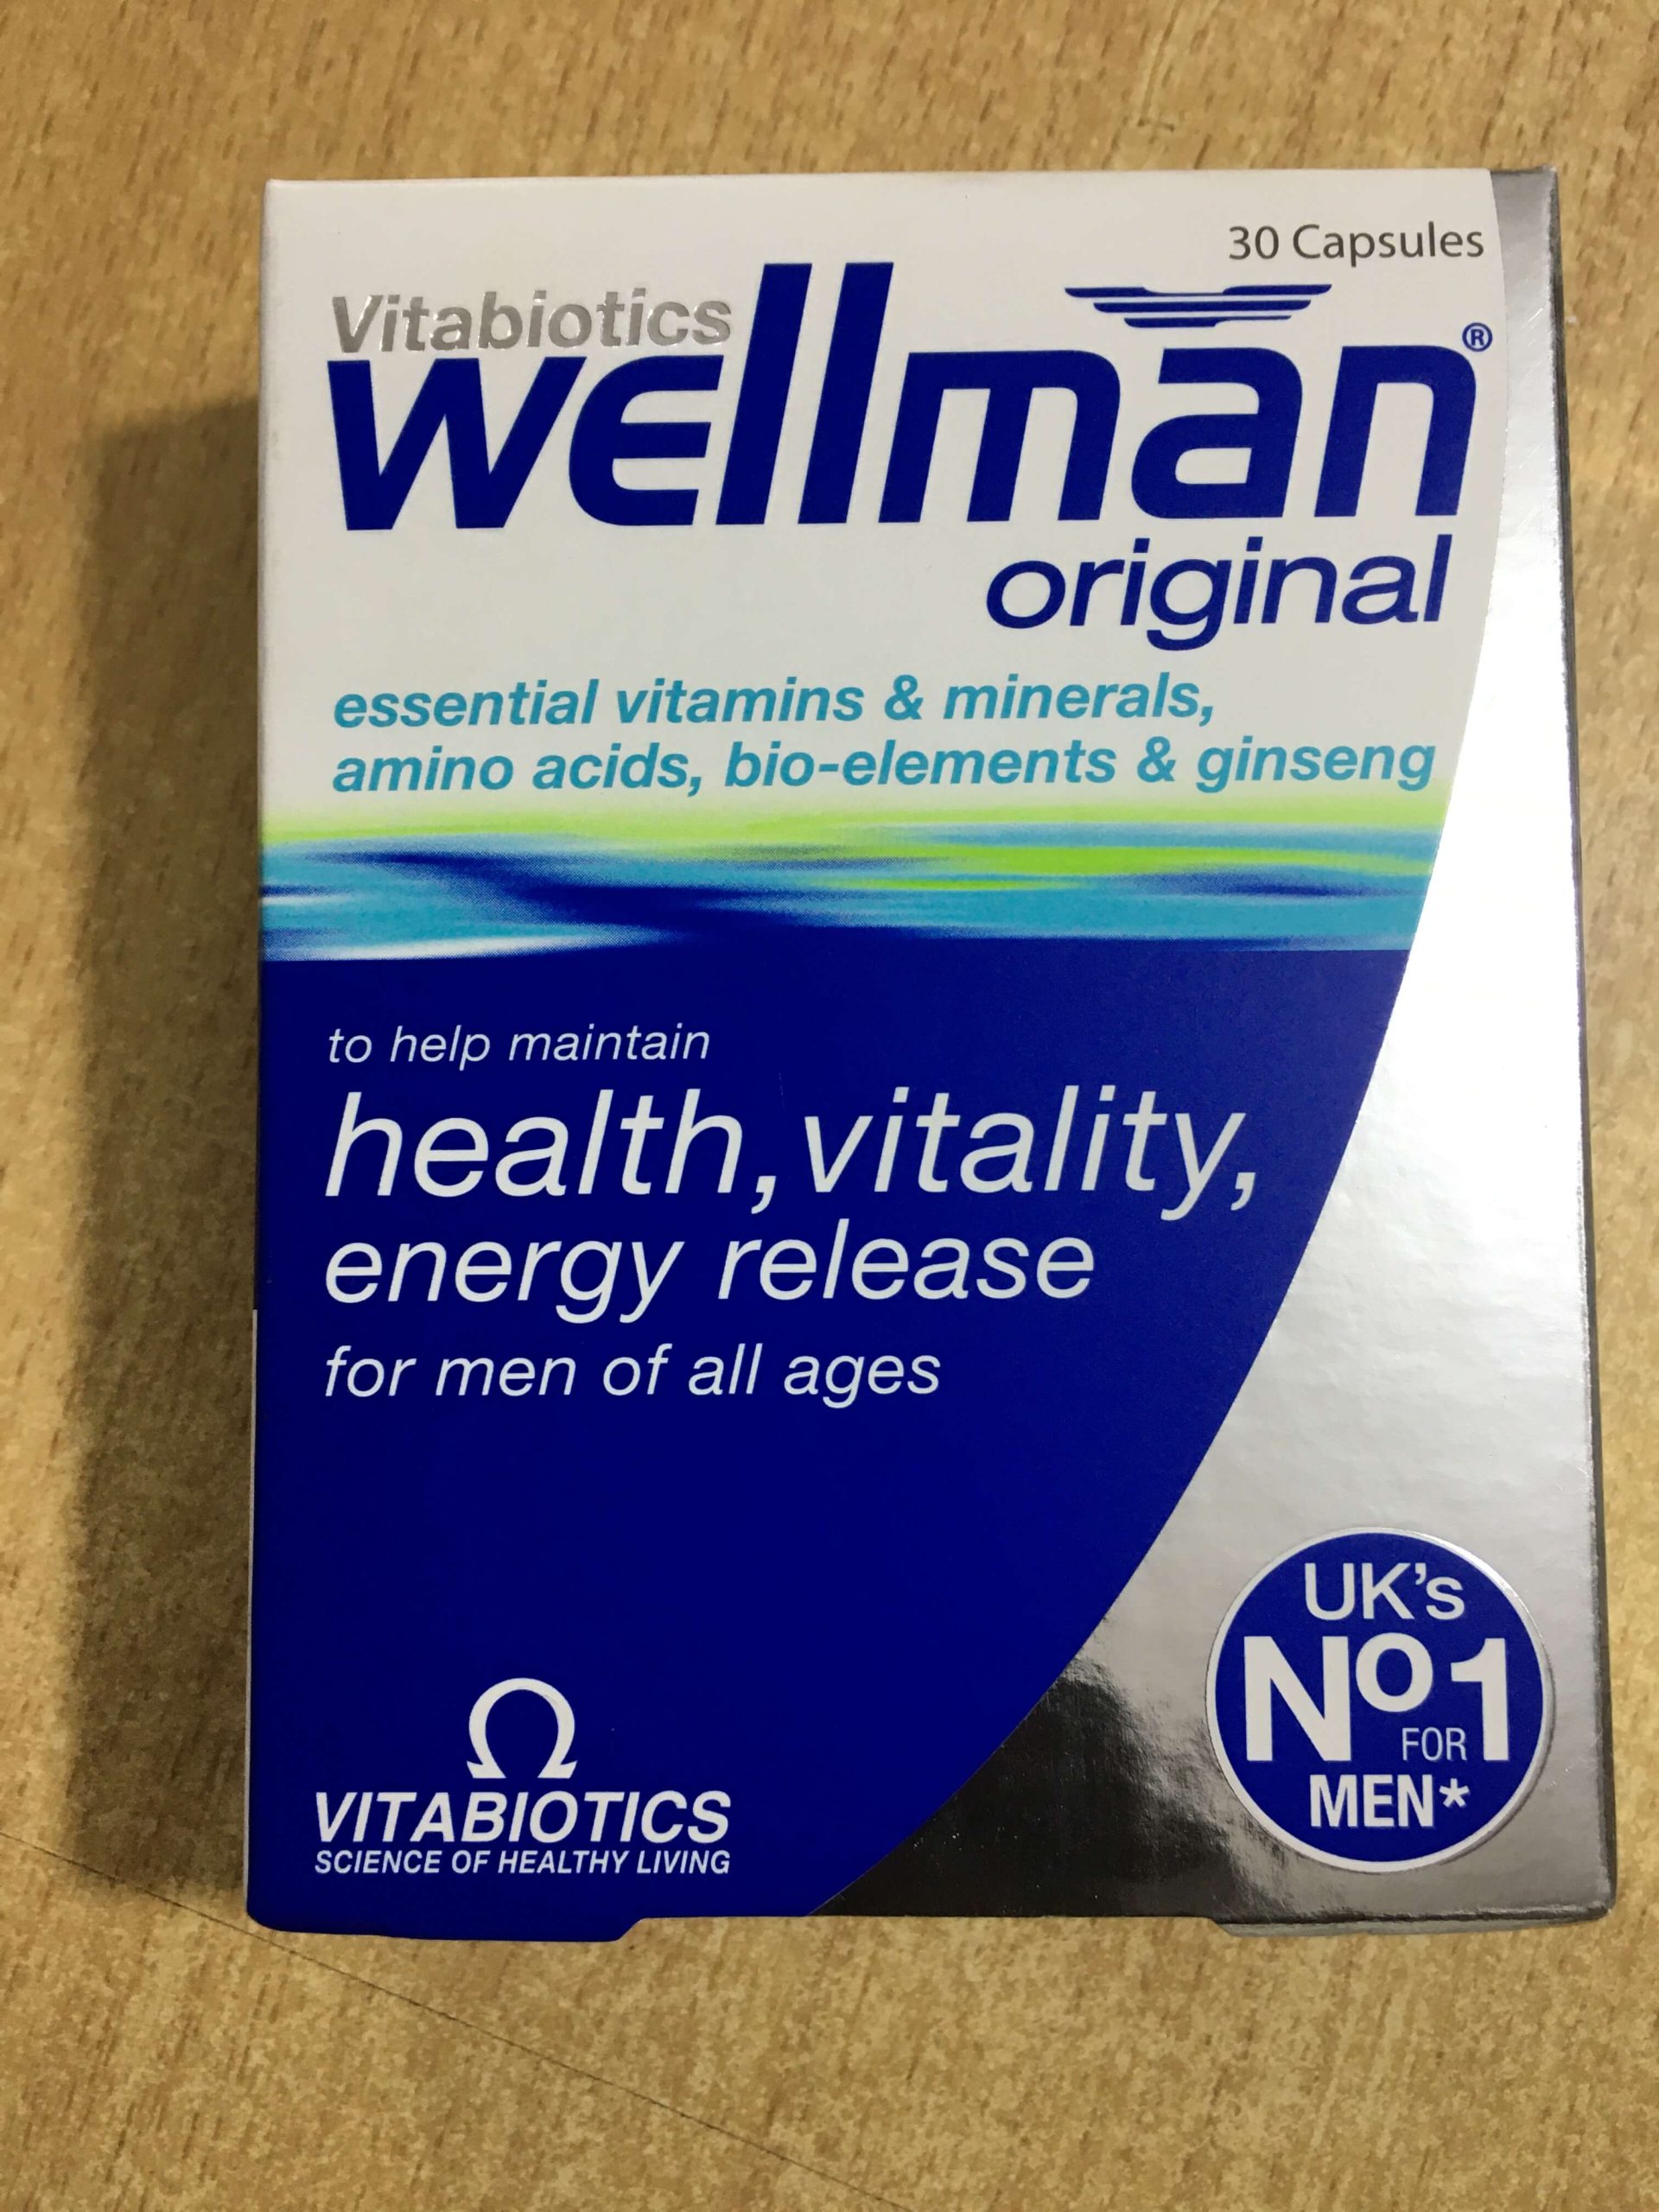 30 Capsules
Vitabiotics
wellman®
original
essential vitamins & minerals,
amino acids, bio-elements & ginseng
to help maintain
health, vitality,
energy release
for men of all ages
VITABIOTICS
SCIENCE OF HEALTHY LIVING
UK's
Nº1
FOR
MEN*